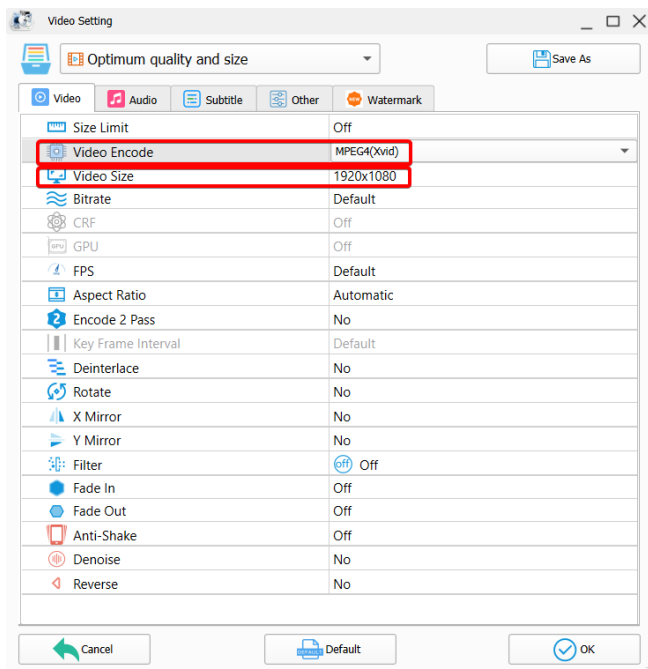 Video Setting
Optimum quality and size
Save As
Video Audio Subtitle Other Watermark
Size Limit Off
Video Encode MPEG4(Xvid)
Video Size 1920x1080
Bitrate Default
CRF Off
GPU Off
FPS Default
Aspect Ratio Automatic
2 Encode 2 Pass No
Key Frame Interval Default
Deinterlace No
Rotate No
X Mirror No
Y Mirror No
Filter off Off
Fade In Off
Fade Out Off
Anti-Shake Off
Denoise No
Reverse No
Cancel DEFAULT Default OK